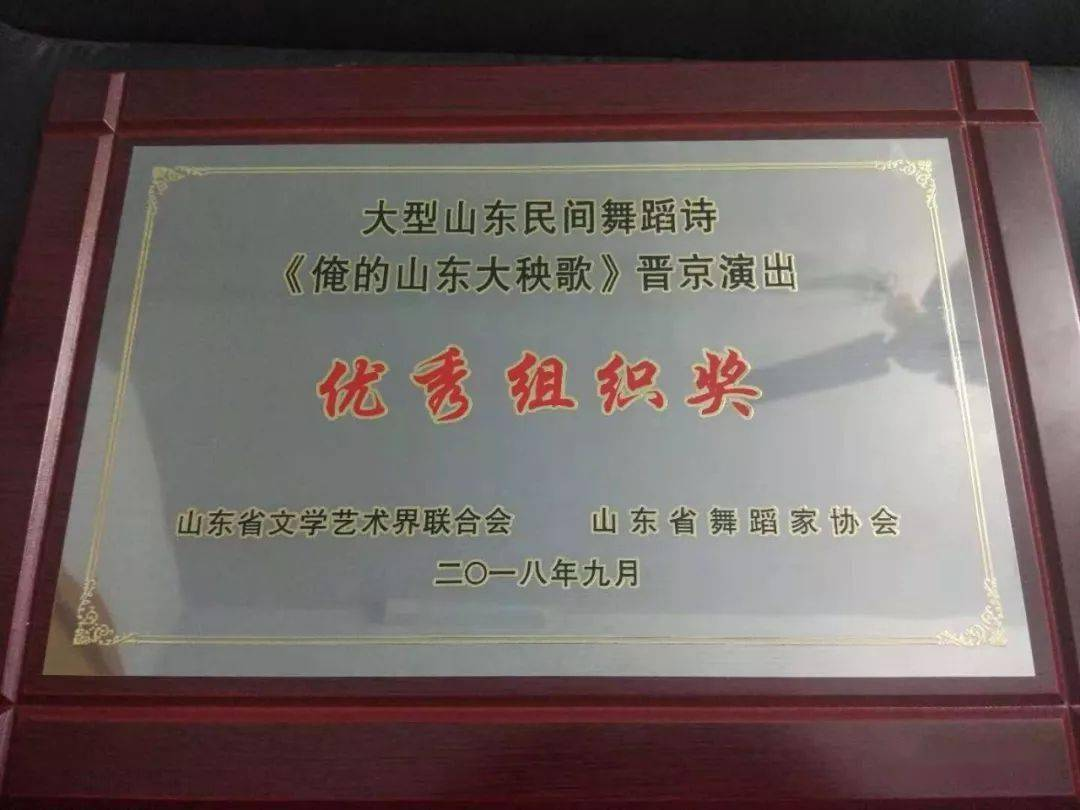 大型山东民间舞蹈诗
《俺的山东大秧歌》晋京演出
优秀组织奖
山东省文学艺术界联合会 山东省舞蹈家协会
二〇一八年九月